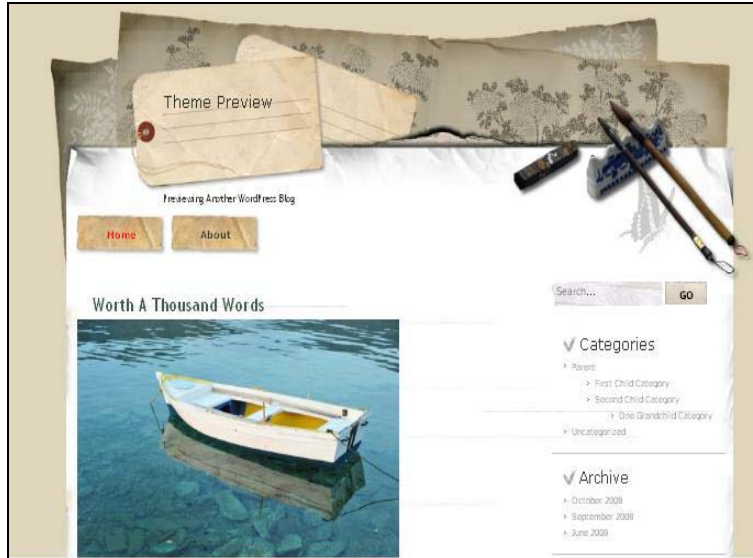 Theme Preview
Previewing Another WordPress Blog
Home
About
Search...
GO
Worth A Thousand Words
Categories
Parent
First Child Category
Second Child Category
One Grandchild Category
Uncategorized
Archive
October 2008
September 2008
June 2008